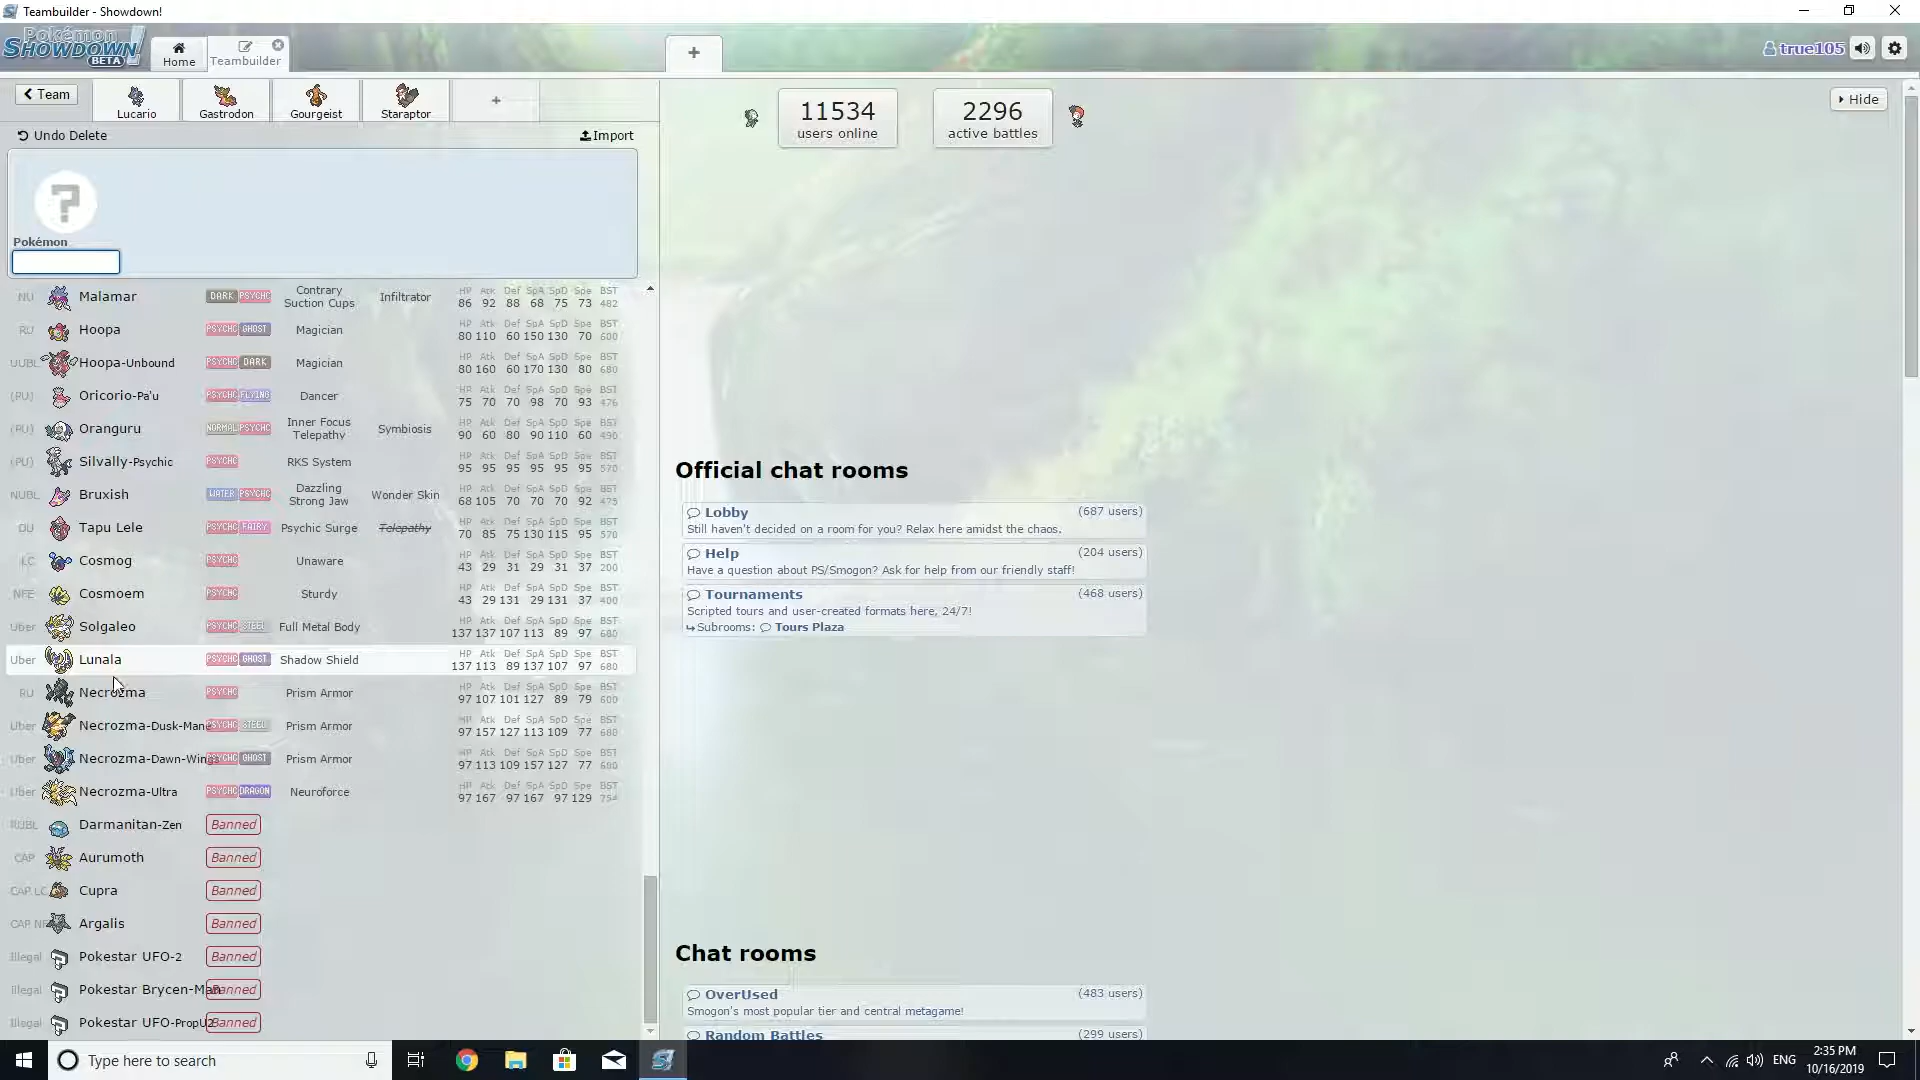 Teambuilder - Showdown!
Pokémon
SHOWDOWN!
BETA
Home
Teambuilder
+
true105
Team
Lucario
Gastrodon
Gourgeist
Staraptor
+
Undo Delete
Import
Pokémon
NU Malamar DARK PSYCHC Contrary Suction Cups Infiltrator HP 86 Atk 92 Def 88 SpA 68 SpD 75 Spe 73 BST 482
RU Hoopa PSYCHC GHOST Magician HP 80 Atk 110 Def 60 SpA 150 SpD 130 Spe 70 BST 600
UUBL Hoopa-Unbound PSYCHC DARK Magician HP 80 Atk 160 Def 60 SpA 170 SpD 130 Spe 80 BST 680
(PU) Oricorio-Pa'u PSYCHC FLYING Dancer HP 75 Atk 70 Def 70 SpA 98 SpD 70 Spe 93 BST 476
(PU) Oranguru NORMAL PSYCHC Inner Focus Telepathy Symbiosis HP 90 Atk 60 Def 80 SpA 90 SpD 110 Spe 60 BST 490
(PU) Silvally-Psychic PSYCHC RKS System HP 95 Atk 95 Def 95 SpA 95 SpD 95 Spe 95 BST 570
NUBL Bruxish WATER PSYCHC Dazzling Strong Jaw Wonder Skin HP 68 Atk 105 Def 70 SpA 70 SpD 70 Spe 92 BST 475
OU Tapu Lele PSYCHC FAIRY Psychic Surge Telepathy HP 70 Atk 85 Def 75 SpA 130 SpD 115 Spe 95 BST 570
LC Cosmog PSYCHC Unaware HP 43 Atk 29 Def 31 SpA 29 SpD 31 Spe 37 BST 200
NFE Cosmoem PSYCHC Sturdy HP 43 Atk 29 Def 131 SpA 29 SpD 131 Spe 37 BST 400
Uber Solgaleo PSYCHC STEEL Full Metal Body HP 137 Atk 137 Def 107 SpA 113 SpD 89 Spe 97 BST 680
Uber Lunala PSYCHC GHOST Shadow Shield HP 137 Atk 113 Def 89 SpA 137 SpD 107 Spe 97 BST 680
RU Necrozma PSYCHC Prism Armor HP 97 Atk 107 Def 101 SpA 127 SpD 89 Spe 79 BST 600
Uber Necrozma-Dusk-Mane PSYCHC STEEL Prism Armor HP 97 Atk 157 Def 127 SpA 113 SpD 109 Spe 77 BST 680
Uber Necrozma-Dawn-Wing PSYCHC GHOST Prism Armor HP 97 Atk 113 Def 109 SpA 157 SpD 127 Spe 77 BST 680
Uber Necrozma-Ultra PSYCHC DRAGON Neuroforce HP 97 Atk 167 Def 97 SpA 167 SpD 97 Spe 129 BST 754
RUBL Darmanitan-Zen Banned
CAP Aurumoth Banned
CAP LC Cupra Banned
CAP NF Argalis Banned
Illegal Pokestar UFO-2 Banned
Illegal Pokestar Brycen-Man Banned
Illegal Pokestar UFO-PropU2 Banned
11534
users online
2296
active battles
Hide
Official chat rooms
Lobby (687 users)
Still haven't decided on a room for you? Relax here amidst the chaos.
Help (204 users)
Have a question about PS/Smogon? Ask for help from our friendly staff!
Tournaments (468 users)
Scripted tours and user-created formats here, 24/7!
Subrooms: Tours Plaza
Chat rooms
OverUsed (483 users)
Smogon's most popular tier and central metagame!
Random Battles (299 users)
Type here to search
ENG
2:35 PM
10/16/2019